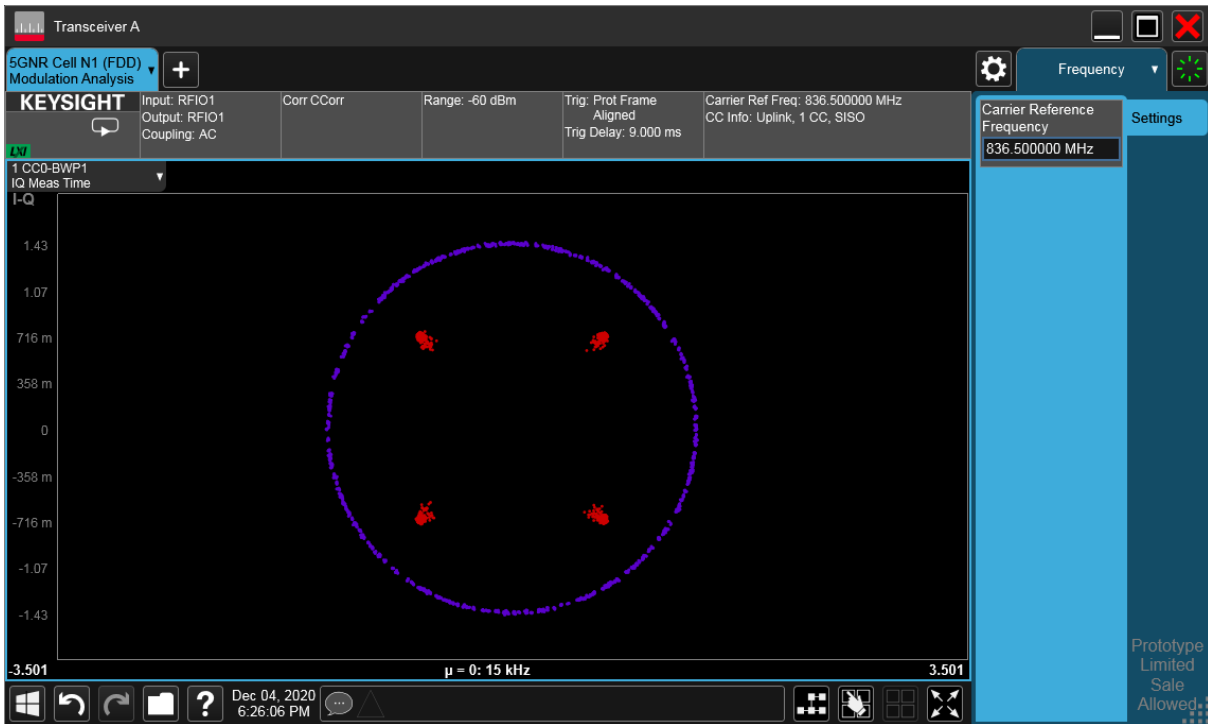 Transceiver A
5GNR Cell N1 (FDD)
Modulation Analysis
Frequency
KEYSIGHT
LXI
Input: RFIO1
Output: RFIO1
Coupling: AC
Corr CCorr
Range: -60 dBm
Trig: Prot Frame
Aligned
Trig Delay: 9.000 ms
Carrier Ref Freq: 836.500000 MHz
CC Info: Uplink, 1 CC, SISO
Carrier Reference
Frequency
836.500000 MHz
Settings
1 CC0-BWP1
IQ Meas Time
I-Q
1.43
1.07
716 m
358 m
0
-358 m
-716 m
-1.07
-1.43
-3.501
μ = 0: 15 kHz
3.501
Prototype
Limited
Sale
Allowed
?
Dec 04, 2020
6:26:06 PM